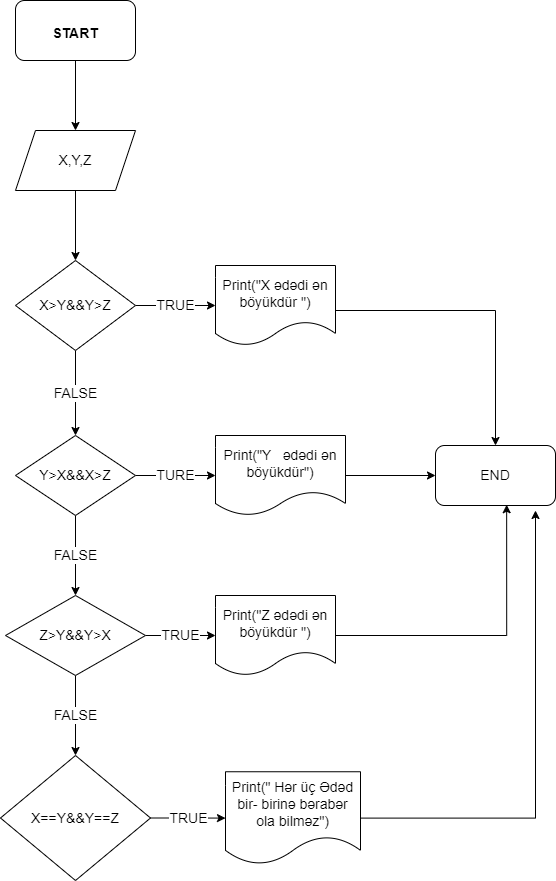 START
X,Y,Z
X>Y&&Y>Z
TRUE
Print("X ədədi ən
böyükdür ")
FALSE
Y>X&&X>Z
TURE
Print("Y ədədi ən
böyükdür")
END
FALSE
Z>Y&&Y>X
TRUE
Print("Z ədədi ən
böyükdür ")
FALSE
X==Y&&Y==Z
TRUE
Print(" Hər üç Ədəd
bir- birinə bərabər
ola bilməz")